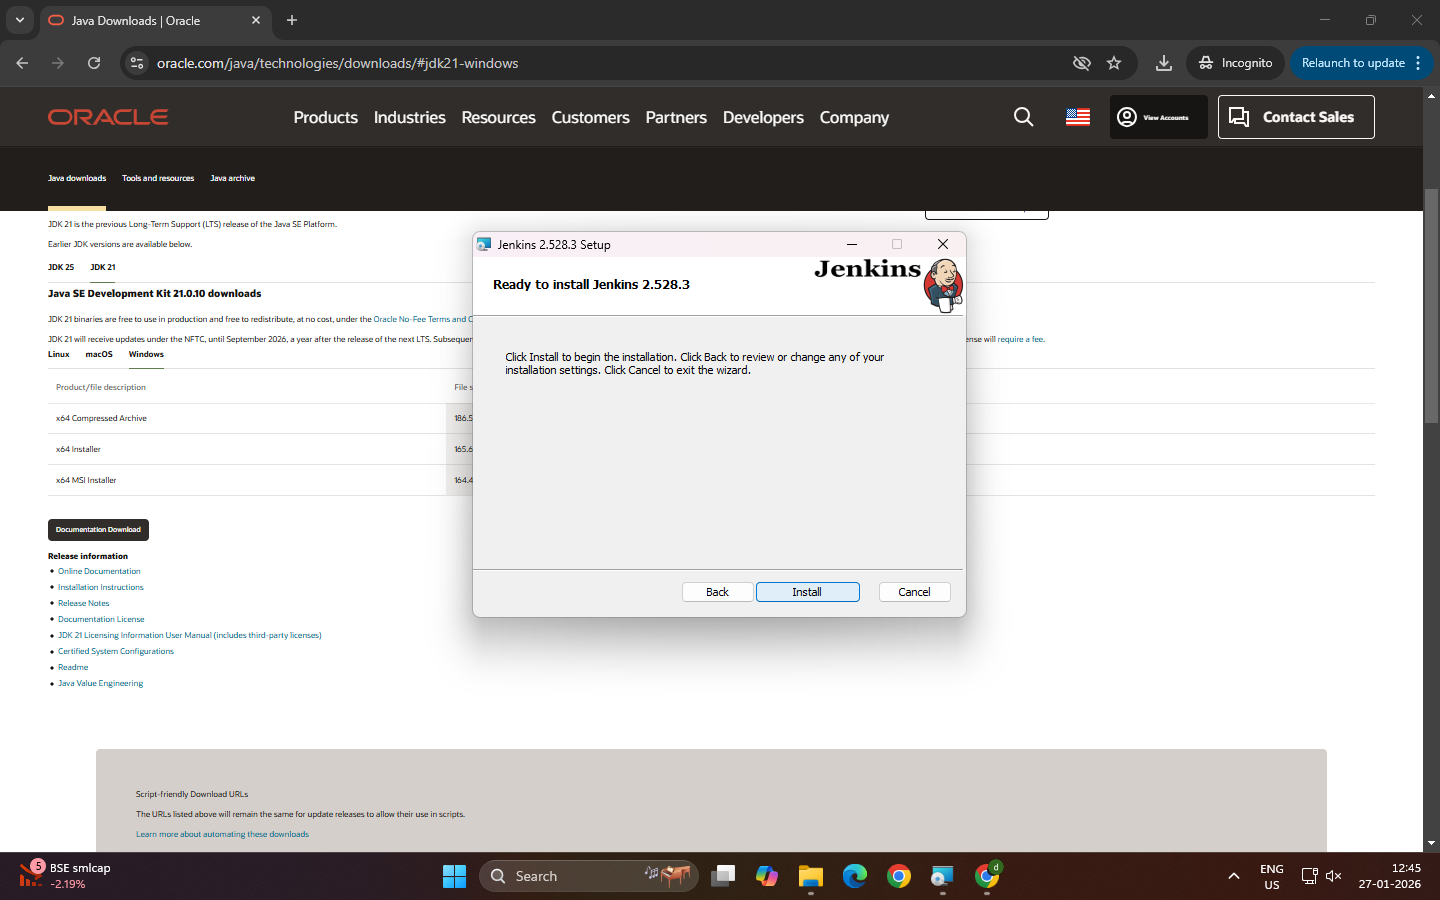 Java Downloads | Oracle
oracle.com/java/technologies/downloads/#jdk21-windows
Incognito
Relaunch to update
ORACLE
Products Industries Resources Customers Partners Developers Company
View Accounts
Contact Sales
Java downloads Tools and resources Java archive
JDK 21 is the previous Long-Term Support (LTS) release of the Java SE Platform.
Earlier JDK versions are available below.
JDK 25 JDK 21
Java SE Development Kit 21.0.10 downloads
JDK 21 binaries are free to use in production and free to redistribute, at no cost, under the Oracle No-Fee Terms and C
JDK 21 will receive updates under the NFTC, until September 2026, a year after the release of the next LTS. Subsequer
ense will require a fee.
Linux macOS Windows
Product/file description File s
x64 Compressed Archive 186.5
x64 Installer 165.6
x64 MSI Installer 164.4
Documentation Download
Release information
Online Documentation
Installation Instructions
Release Notes
Documentation License
JDK 21 Licensing Information User Manual (includes third-party licenses)
Certified System Configurations
Readme
Java Value Engineering
Script-friendly Download URLs
The URLs listed above will remain the same for update releases to allow their use in scripts.
Learn more about automating these downloads
Jenkins 2.528.3 Setup
Jenkins
Ready to install Jenkins 2.528.3
Click Install to begin the installation. Click Back to review or change any of your
installation settings. Click Cancel to exit the wizard.
Back Install Cancel
5
BSE smlcap
-2.19%
Search
d
ENG
US
12:45
27-01-2026